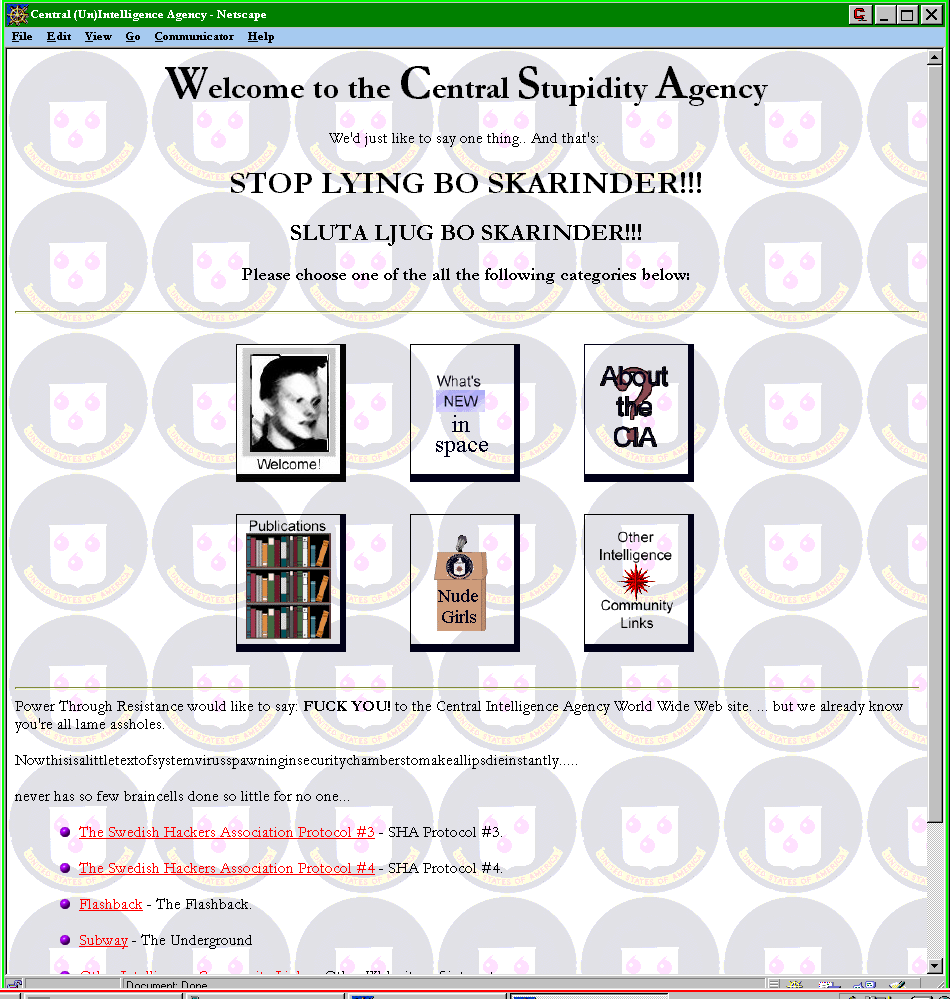 Central (Un)Intelligence Agency - Netscape
File Edit View Go Communicator Help
Welcome to the Central Stupidity Agency
We'd just like to say one thing.. And that's:
STOP LYING BO SKARINDER!!!
SLUTA LJUG BO SKARINDER!!!
Please choose one of the all the following categories below:
Welcome!
What's
NEW
in
space
About
the
CIA
Publications
Nude
Girls
Other
Intelligence
Community
Links
Power Through Resistance would like to say: FUCK YOU! to the Central Intelligence Agency World Wide Web site. ... but we already know
you're all lame assholes.
Nowthisisalittletextofsystemvirusspawninginsecuritychamberstomakeallipsdieinstantly.....
never has so few braincells done so little for no one...
The Swedish Hackers Association Protocol #3 - SHA Protocol #3.
The Swedish Hackers Association Protocol #4 - SHA Protocol #4.
Flashback - The Flashback.
Subway - The Underground
Document: Done
UNITED STATES OF AMERICA